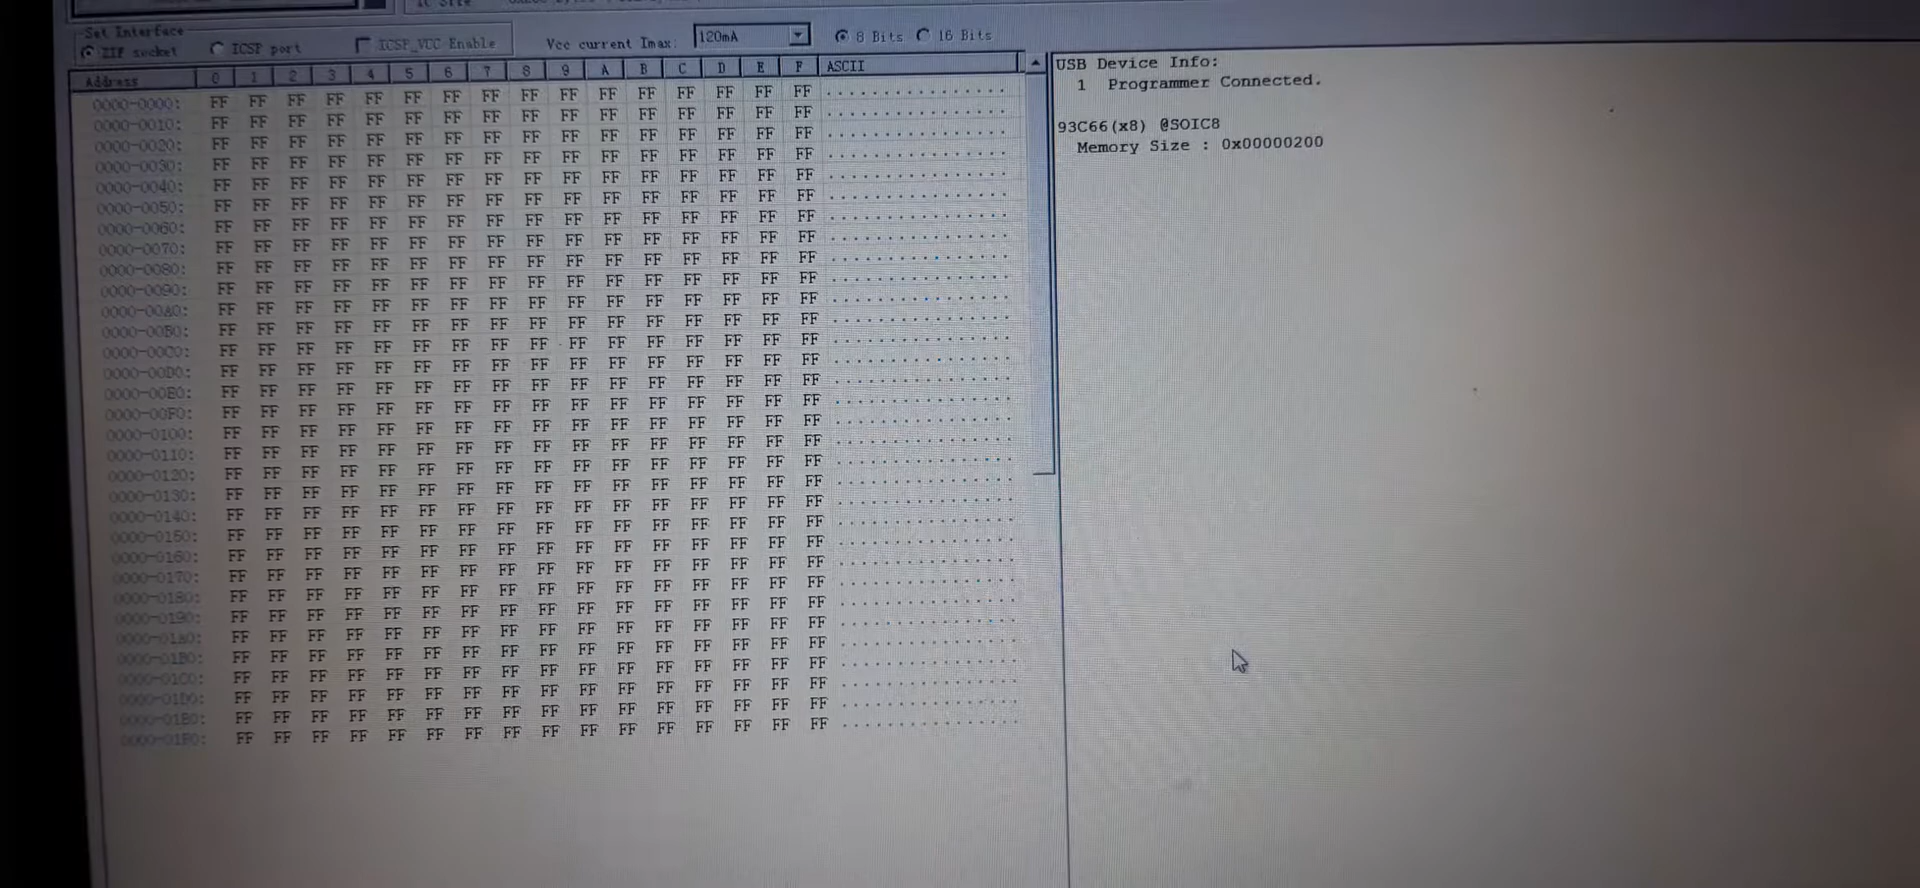 Set Interface
ZIF socket ICSP port ICSP_VCC Enable Vcc current Imax: 120mA 8 Bits 16 Bits
Address 0 1 2 3 4 5 6 7 8 9 A B C D E F ASCII
0000-0000: FF FF FF FF FF FF FF FF FF FF FF FF FF FF FF FF ................
0000-0010: FF FF FF FF FF FF FF FF FF FF FF FF FF FF FF FF ................
0000-0020: FF FF FF FF FF FF FF FF FF FF FF FF FF FF FF FF ................
0000-0030: FF FF FF FF FF FF FF FF FF FF FF FF FF FF FF FF ................
0000-0040: FF FF FF FF FF FF FF FF FF FF FF FF FF FF FF FF ................
0000-0050: FF FF FF FF FF FF FF FF FF FF FF FF FF FF FF FF ................
0000-0060: FF FF FF FF FF FF FF FF FF FF FF FF FF FF FF FF ................
0000-0070: FF FF FF FF FF FF FF FF FF FF FF FF FF FF FF FF ................
0000-0080: FF FF FF FF FF FF FF FF FF FF FF FF FF FF FF FF ................
0000-0090: FF FF FF FF FF FF FF FF FF FF FF FF FF FF FF FF ................
0000-00A0: FF FF FF FF FF FF FF FF FF FF FF FF FF FF FF FF ................
0000-00B0: FF FF FF FF FF FF FF FF FF FF FF FF FF FF FF FF ................
0000-00C0: FF FF FF FF FF FF FF FF FF FF FF FF FF FF FF FF ................
0000-00D0: FF FF FF FF FF FF FF FF FF FF FF FF FF FF FF FF ................
0000-00E0: FF FF FF FF FF FF FF FF FF FF FF FF FF FF FF FF ................
0000-00F0: FF FF FF FF FF FF FF FF FF FF FF FF FF FF FF FF ................
0000-0100: FF FF FF FF FF FF FF FF FF FF FF FF FF FF FF FF ................
0000-0110: FF FF FF FF FF FF FF FF FF FF FF FF FF FF FF FF ................
0000-0120: FF FF FF FF FF FF FF FF FF FF FF FF FF FF FF FF ................
0000-0130: FF FF FF FF FF FF FF FF FF FF FF FF FF FF FF FF ................
0000-0140: FF FF FF FF FF FF FF FF FF FF FF FF FF FF FF FF ................
0000-0150: FF FF FF FF FF FF FF FF FF FF FF FF FF FF FF FF ................
0000-0160: FF FF FF FF FF FF FF FF FF FF FF FF FF FF FF FF ................
0000-0170: FF FF FF FF FF FF FF FF FF FF FF FF FF FF FF FF ................
0000-0180: FF FF FF FF FF FF FF FF FF FF FF FF FF FF FF FF ................
0000-0190: FF FF FF FF FF FF FF FF FF FF FF FF FF FF FF FF ................
0000-01A0: FF FF FF FF FF FF FF FF FF FF FF FF FF FF FF FF ................
0000-01B0: FF FF FF FF FF FF FF FF FF FF FF FF FF FF FF FF ................
0000-01C0: FF FF FF FF FF FF FF FF FF FF FF FF FF FF FF FF ................
0000-01D0: FF FF FF FF FF FF FF FF FF FF FF FF FF FF FF FF ................
0000-01E0: FF FF FF FF FF FF FF FF FF FF FF FF FF FF FF FF ................
0000-01F0: FF FF FF FF FF FF FF FF FF FF FF FF FF FF FF FF ................
USB Device Info:
1 Programmer Connected.
93C66(x8) @SOIC8
Memory Size : 0x00000200